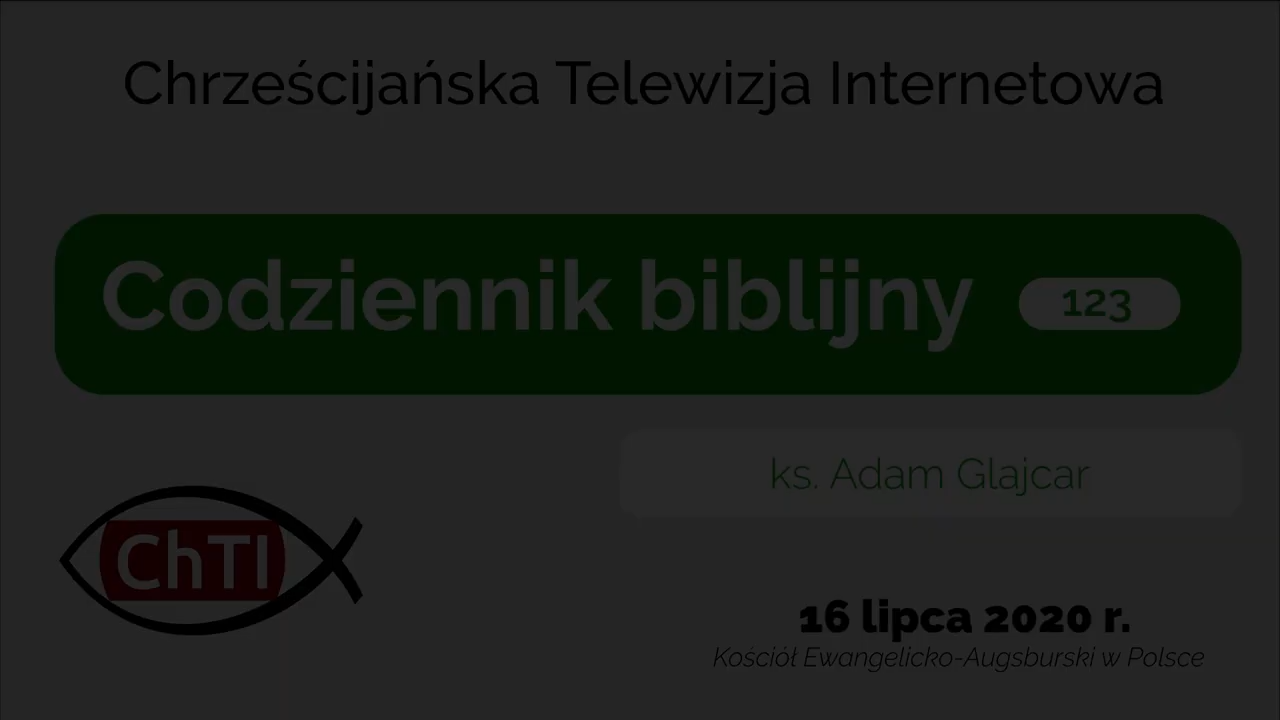 Chrześcijańska Telewizja Internetowa
Codziennik biblijny 123
ks. Adam Glajcar
ChTI
16 lipca 2020 r.
Kościół Ewangelicko-Augsburski w Polsce